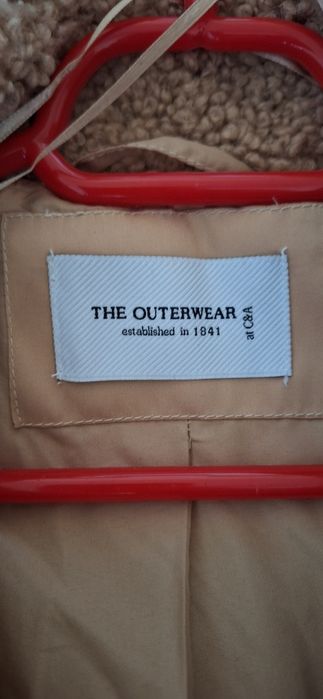 THE OUTERWEAR
established in 1841
at C&A